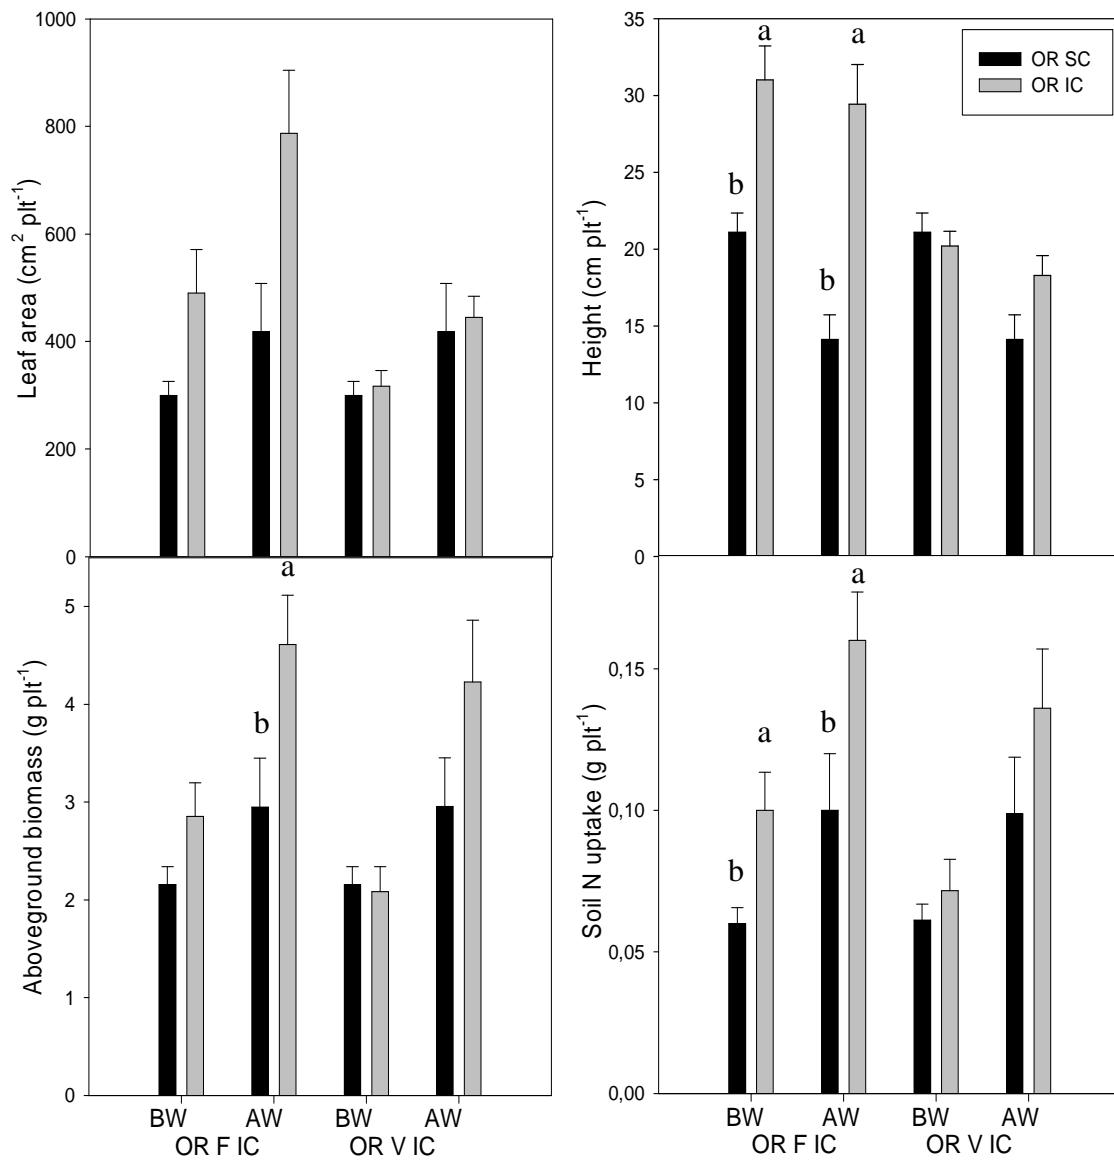 Leaf area (cm² plt⁻¹)
1000
800
600
400
200
0
Height (cm plt⁻¹)
35
30
25
20
15
10
5
0
a
a
b
b
OR SC
OR IC
Aboveground biomass (g plt⁻¹)
5
4
3
2
1
0
a
b
BW AW BW AW
OR F IC OR V IC
Soil N uptake (g plt⁻¹)
0,15
0,10
0,05
0,00
a
a
b
b
BW AW BW AW
OR F IC OR V IC